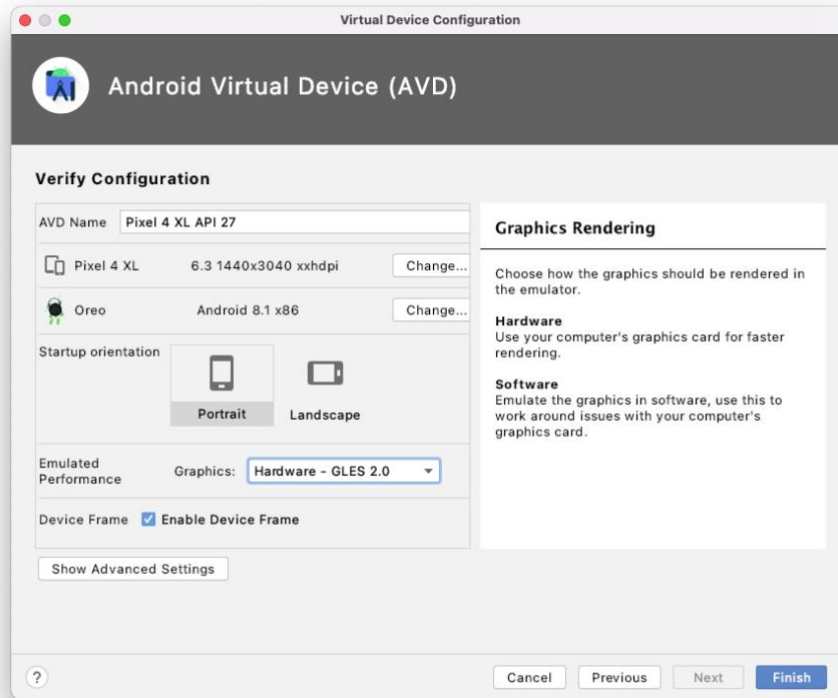 Virtual Device Configuration
Android Virtual Device (AVD)
Verify Configuration
AVD Name Pixel 4 XL API 27
Pixel 4 XL 6.3 1440x3040 xxhdpi Change...
Oreo Android 8.1 x86 Change...
Startup orientation
Portrait Landscape
Emulated
Performance
Graphics: Hardware - GLES 2.0
Device Frame Enable Device Frame
Show Advanced Settings
Graphics Rendering
Choose how the graphics should be rendered in
the emulator.
Hardware
Use your computer's graphics card for faster
rendering.
Software
Emulate the graphics in software, use this to
work around issues with your computer's
graphics card.
? Cancel Previous Next Finish